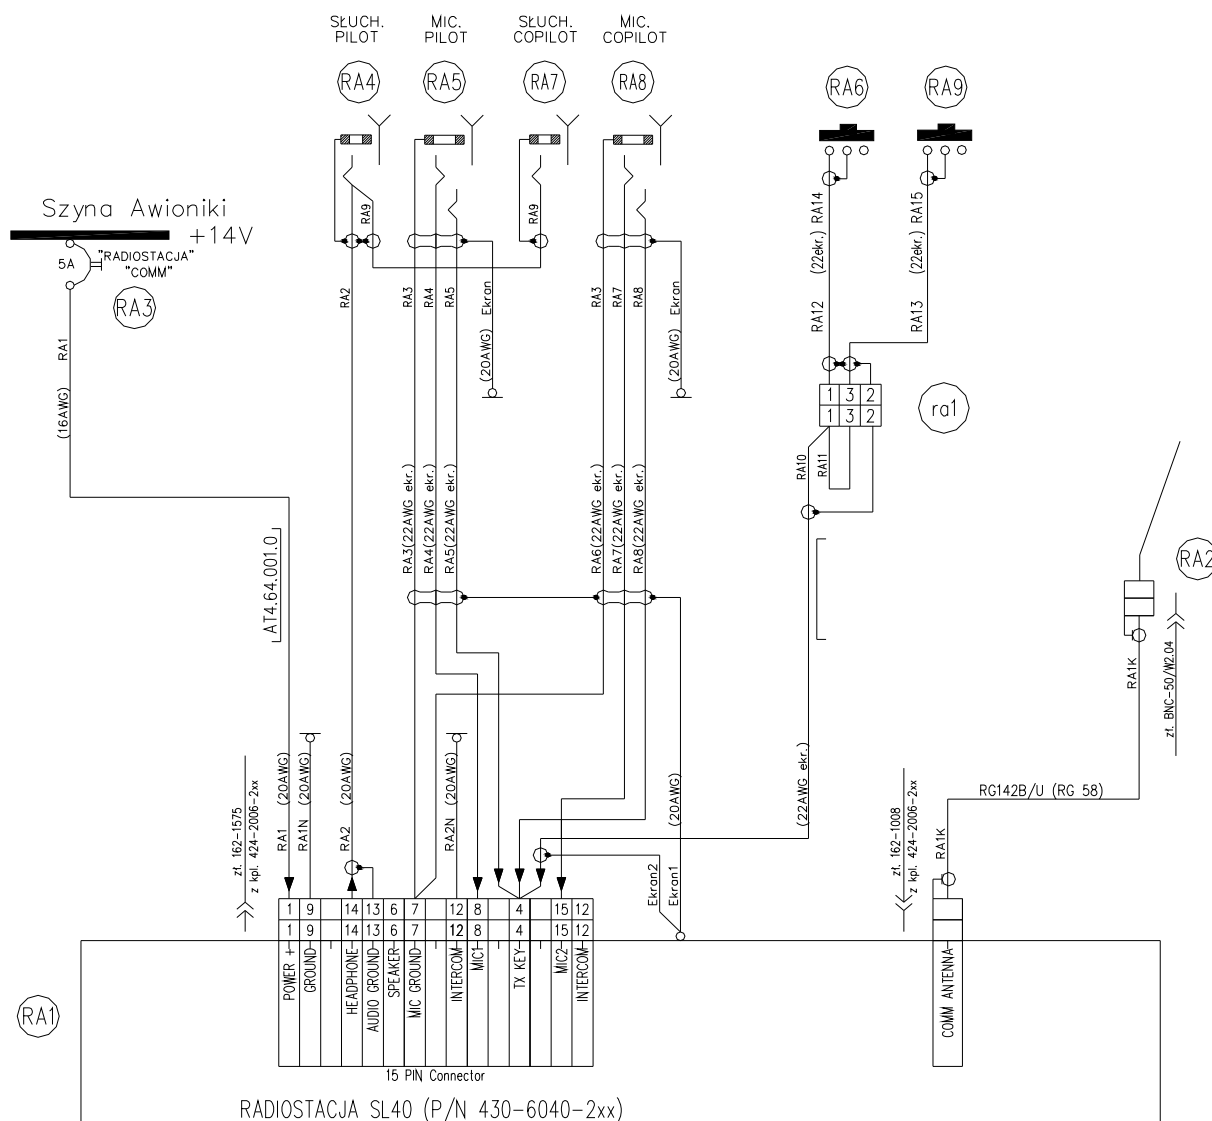 SŁUCH.
PILOT
MIC.
PILOT
SŁUCH.
COPILOT
MIC.
COPILOT
RA4
RA5
RA7
RA8
RA6
RA9
Szyna Awioniki
+14V
5A
"RADIOSTACJA"
"COMM"
RA3
RA9
RA9
RA14
RA15
(22ekr.)
(22ekr.)
RA12
RA13
RA2
RA3
RA4
RA5
(20AWG) Ekran
RA3
RA7
RA8
(20AWG) Ekran
RA1
(16AWG)
1 3 2
1 3 2
ra1
RA10
RA11
RA3(22AWG ekr.)
RA4(22AWG ekr.)
RA5(22AWG ekr.)
RA6(22AWG ekr.)
RA7(22AWG ekr.)
RA8(22AWG ekr.)
AT4.64.001.0
RA2
RA1K
zł. BNC-50/W2.04
RG142B/U (RG 58)
zł. 162-1575
z kpl. 424-2006-2xx
RA1 (20AWG)
RA1N (20AWG)
RA2 (20AWG)
RA2N (20AWG)
(20AWG)
Ekran2
Ekran1
(22AWG ekr.)
zł. 162-1008
z kpl. 424-2006-2xx
RA1K
1 9 14 13 6 7 12 8 4 15 12
1 9 14 13 6 7 12 8 4 15 12
POWER +
GROUND
HEADPHONE
AUDIO GROUND
SPEAKER
MIC GROUND
INTERCOM
MIC1
TX KEY
MIC2
INTERCOM
COMM ANTENNA
RA1
15 PIN Connector
RADIOSTACJA SL40 (P/N 430-6040-2xx)